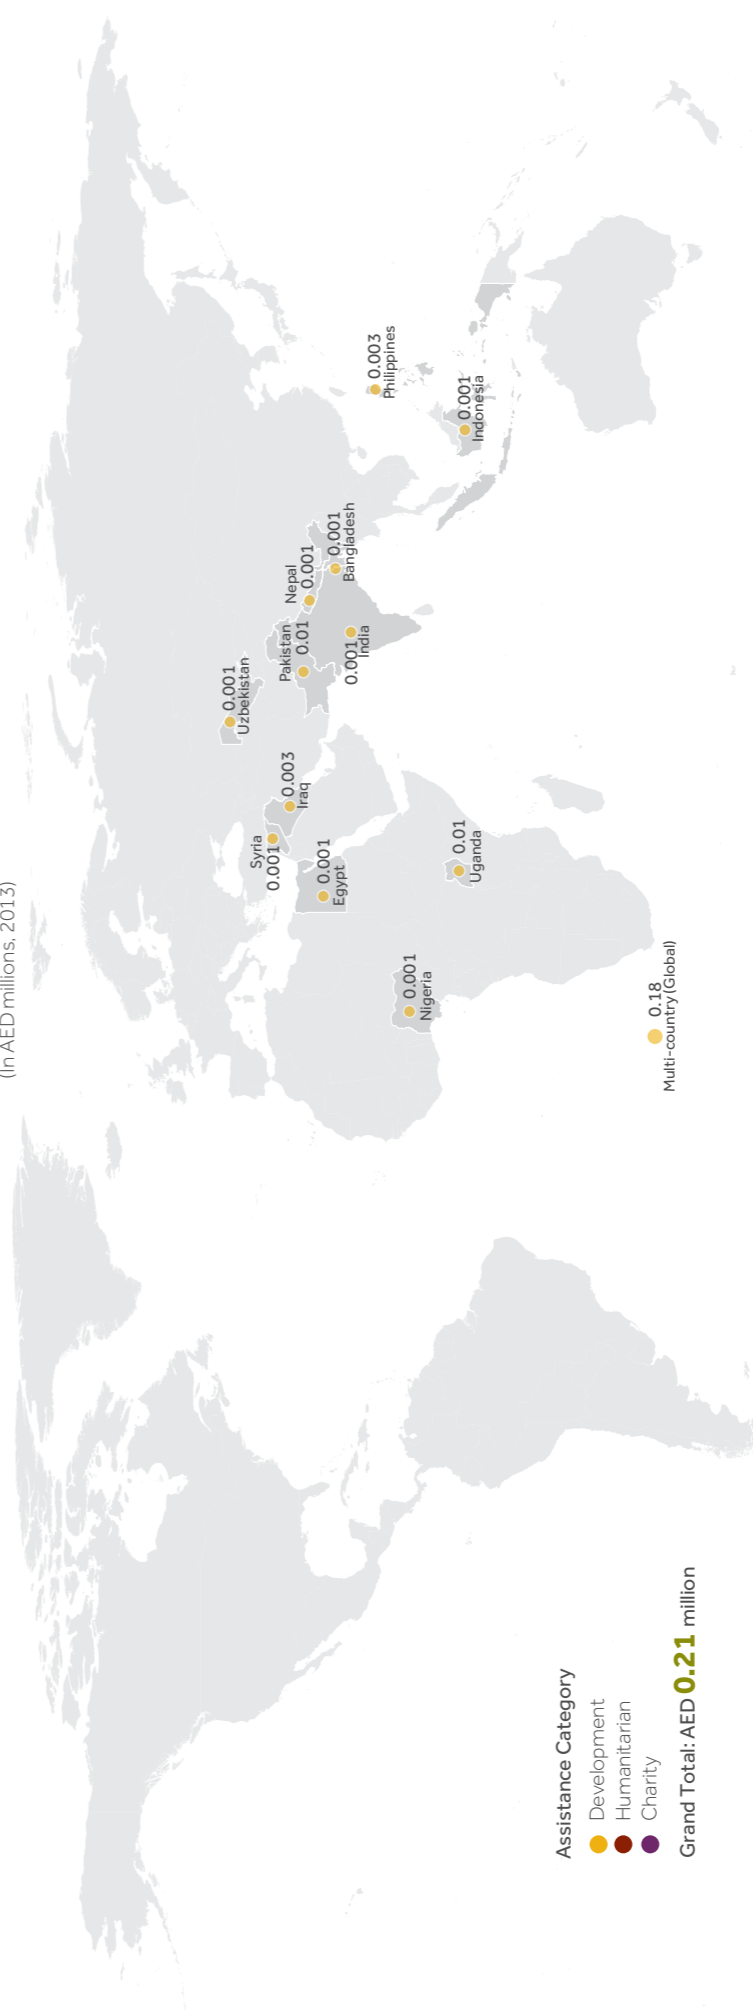 (In AED millions, 2013)
0.001
Uzbekistan
Syria
0.001
0.003
Iraq
Pakistan
0.01
Nepal
0.001
0.001
Bangladesh
0.001
India
0.001
Egypt
0.003
Philippines
0.001
Nigeria
0.01
Uganda
0.001
Indonesia
0.18
Multi-country (Global)
Assistance Category
Development
Humanitarian
Charity
Grand Total: AED 0.21 million